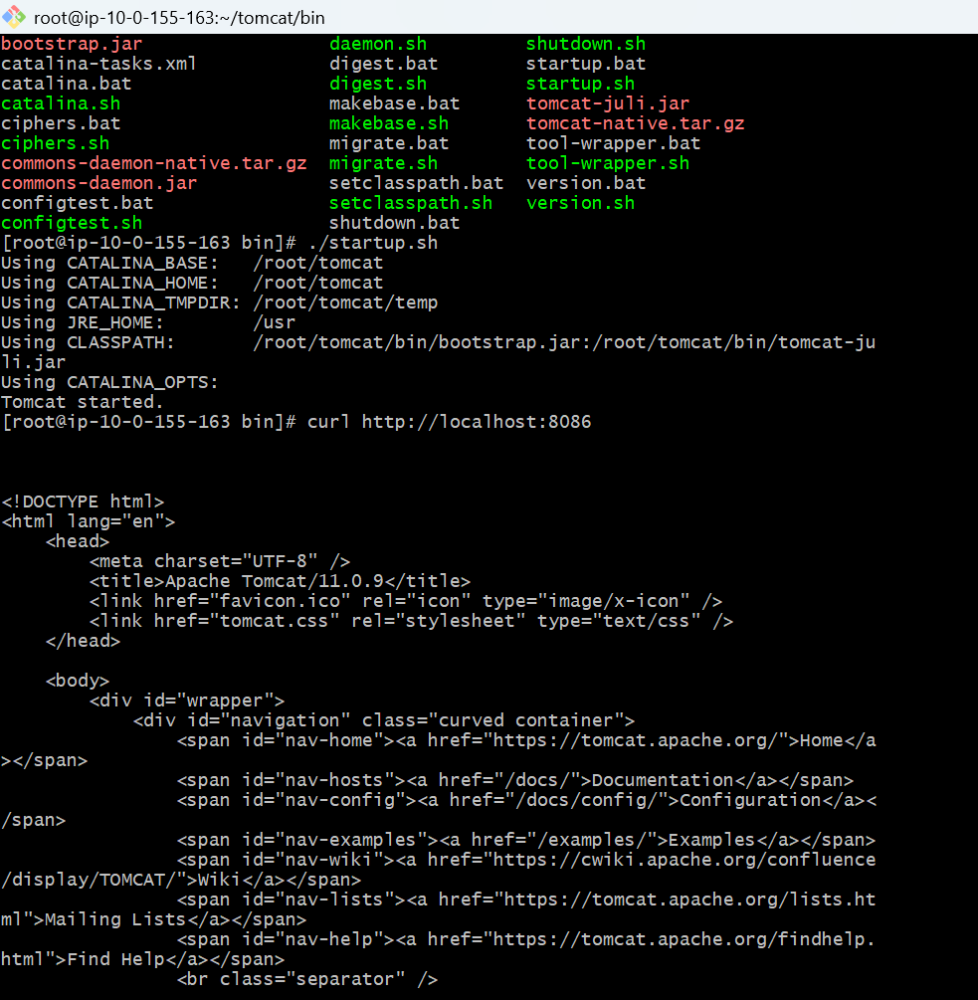 root@ip-10-0-155-163:~/tomcat/bin
bootstrap.jar                 daemon.sh         shutdown.sh
catalina-tasks.xml            digest.bat        startup.bat
catalina.bat                  digest.sh         startup.sh
catalina.sh                   makebase.bat      tomcat-juli.jar
ciphers.bat                   makebase.sh       tomcat-native.tar.gz
ciphers.sh                    migrate.bat       tool-wrapper.bat
commons-daemon-native.tar.gz  migrate.sh        tool-wrapper.sh
commons-daemon.jar            setclasspath.bat  version.bat
configtest.bat                setclasspath.sh   version.sh
configtest.sh                 shutdown.bat
[root@ip-10-0-155-163 bin]# ./startup.sh
Using CATALINA_BASE:   /root/tomcat
Using CATALINA_HOME:   /root/tomcat
Using CATALINA_TMPDIR: /root/tomcat/temp
Using JRE_HOME:        /usr
Using CLASSPATH:       /root/tomcat/bin/bootstrap.jar:/root/tomcat/bin/tomcat-ju
li.jar
Using CATALINA_OPTS:
Tomcat started.
[root@ip-10-0-155-163 bin]# curl http://localhost:8086
<!DOCTYPE html>
<html lang="en">
    <head>
        <meta charset="UTF-8" />
        <title>Apache Tomcat/11.0.9</title>
        <link href="favicon.ico" rel="icon" type="image/x-icon" />
        <link href="tomcat.css" rel="stylesheet" type="text/css" />
    </head>
    <body>
        <div id="wrapper">
            <div id="navigation" class="curved container">
                <span id="nav-home"><a href="https://tomcat.apache.org/">Home</a
></span>
                <span id="nav-hosts"><a href="/docs/">Documentation</a></span>
                <span id="nav-config"><a href="/docs/config/">Configuration</a><
/span>
                <span id="nav-examples"><a href="/examples/">Examples</a></span>
                <span id="nav-wiki"><a href="https://cwiki.apache.org/confluence
/display/TOMCAT/">Wiki</a></span>
                <span id="nav-lists"><a href="https://tomcat.apache.org/lists.ht
ml">Mailing Lists</a></span>
                <span id="nav-help"><a href="https://tomcat.apache.org/findhelp.
html">Find Help</a></span>
                <br class="separator" />